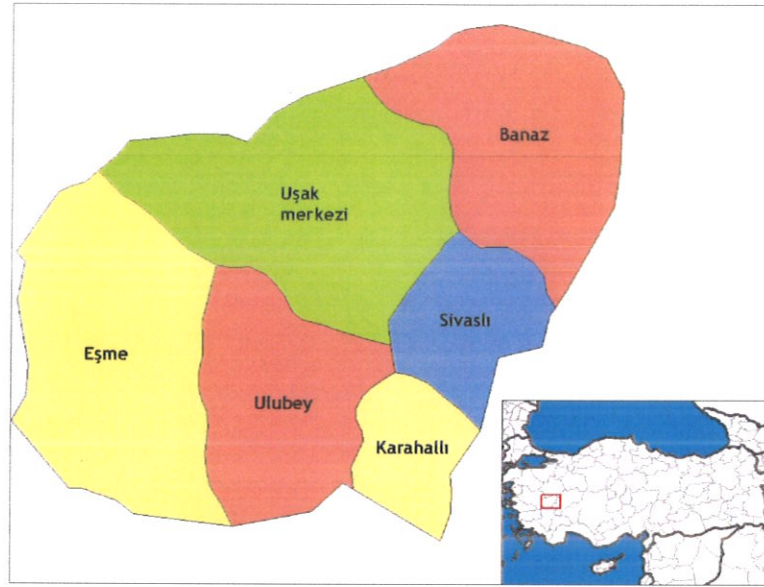 Banaz
Uşak
merkezi
Sivaslı
Eşme
Ulubey
Karahallı